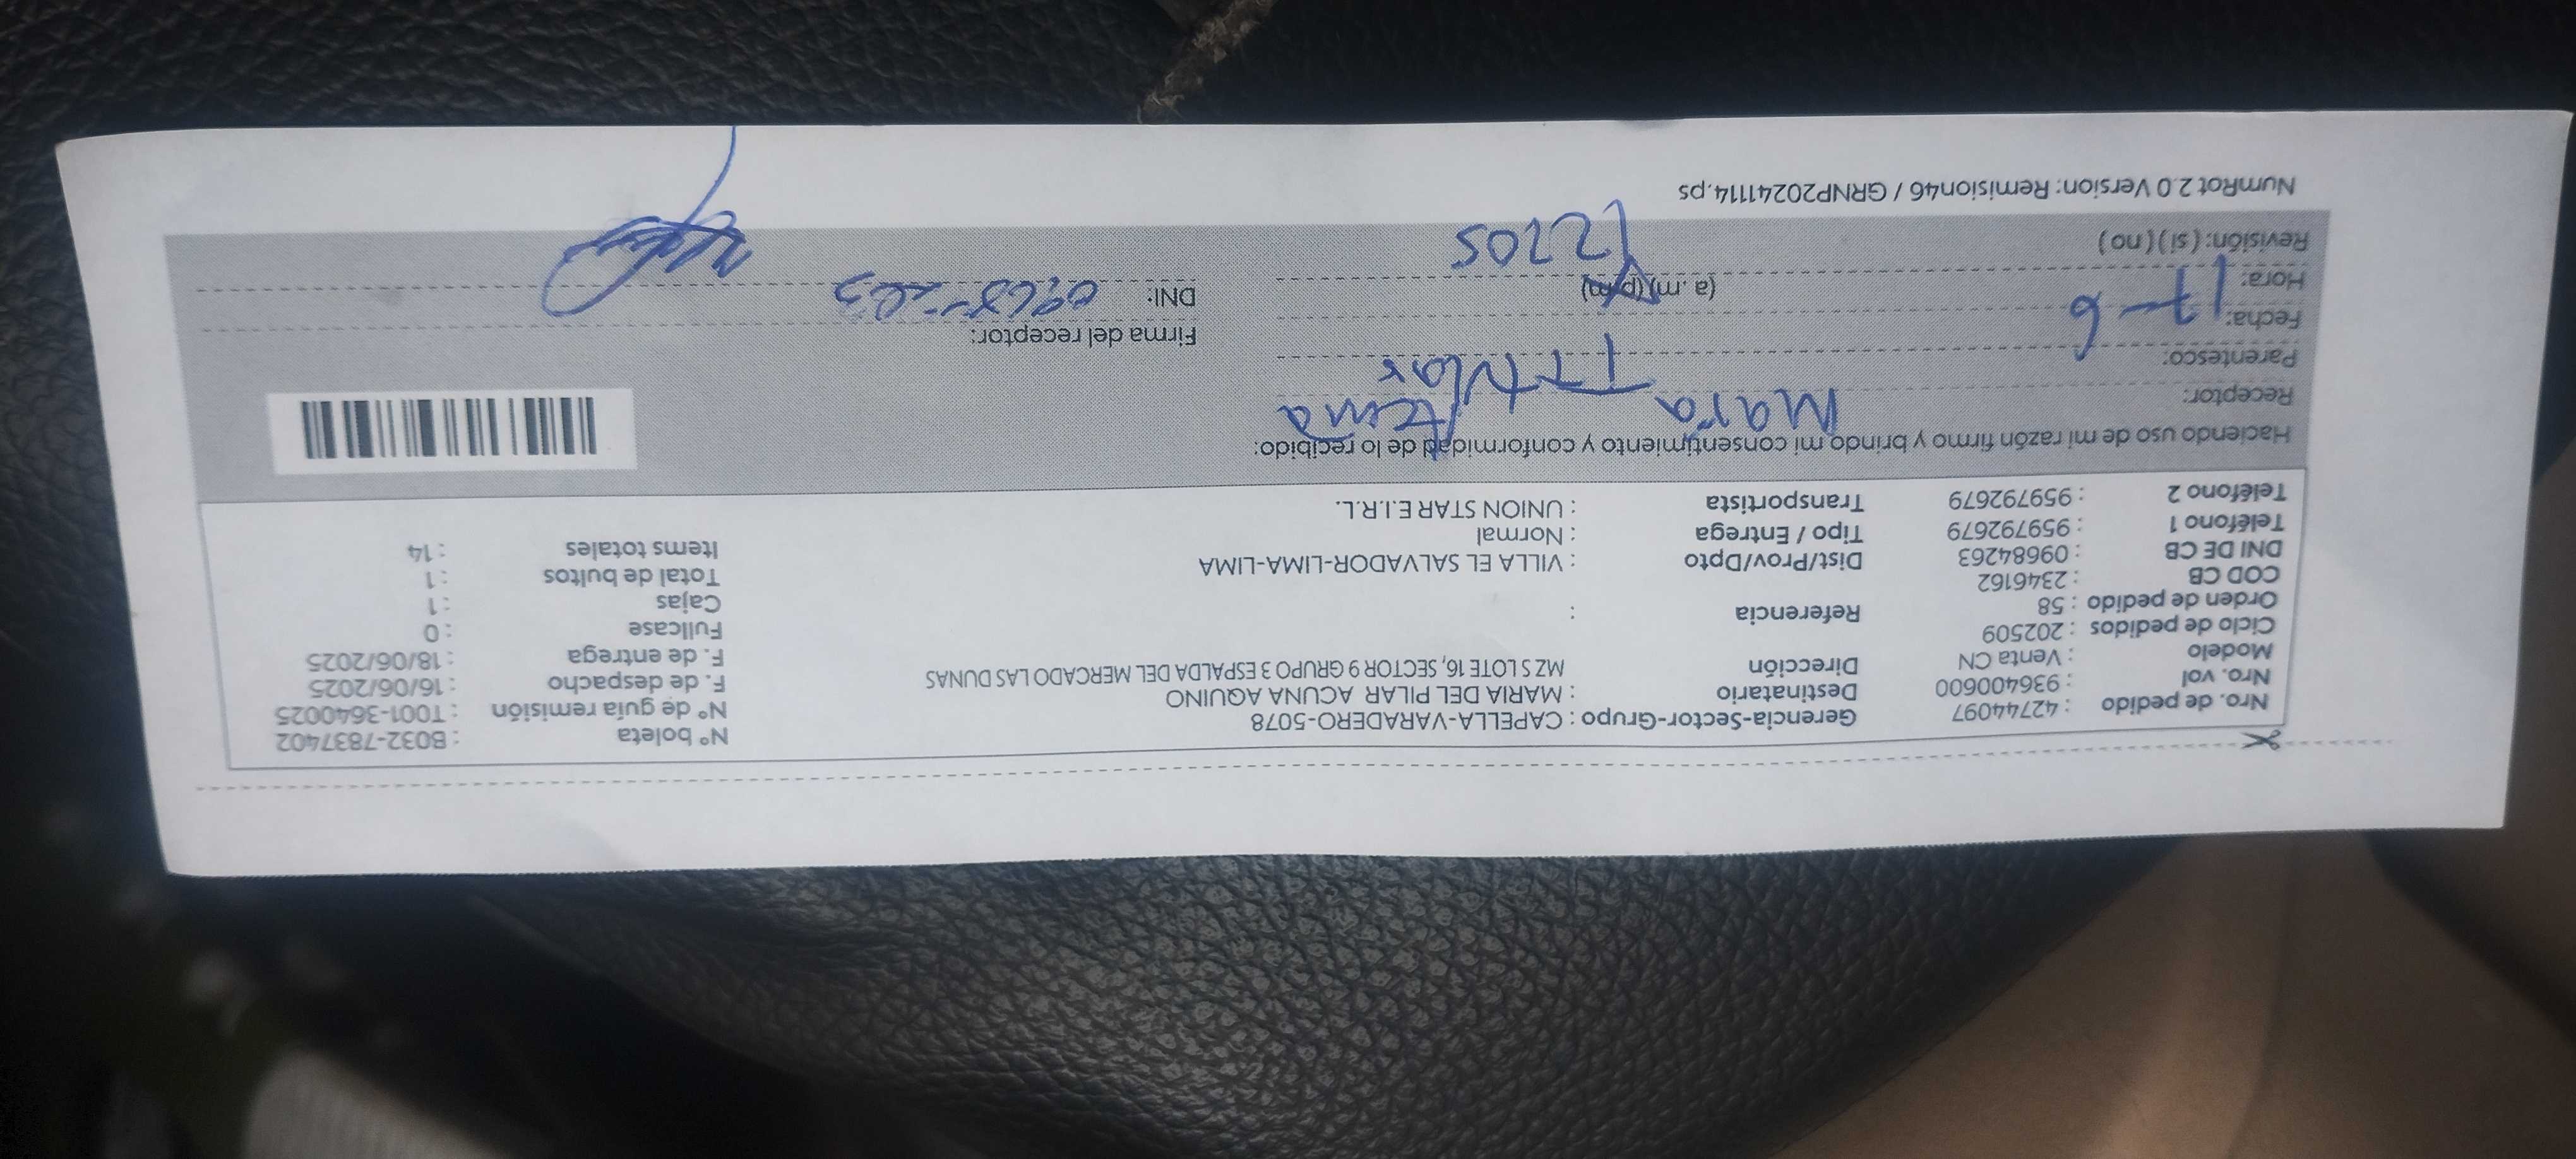 Nro. de pedido : 42744097 Gerencia-Sector-Grupo : CAPELLA-VARADERO-5078 N° boleta : B032-7837402
Nro. vol : 936400600 Destinatario : MARIA DEL PILAR ACUNA AQUINO N° de guía remisión : T001-3640025
Modelo : Venta CN Dirección MZ S LOTE 16, SECTOR 9 GRUPO 3 ESPALDA DEL MERCADO LAS DUNAS F. de despacho : 16/06/2025
Ciclo de pedidos : 202509 F. de entrega : 18/06/2025
Orden de pedido : 58 Referencia : Fullcase : 0
COD CB : 2346162 Cajas : 1
DNI DE CB : 09684263 Dist/Prov/Dpto : VILLA EL SALVADOR-LIMA-LIMA Total de bultos : 1
Teléfono 1 : 959792679 Tipo / Entrega : Normal Items totales : 14
Teléfono 2 : 959792679 Transportista : UNION STAR E.I.R.L.
Haciendo uso de mi razón firmo y brindo mi consentimiento y conformidad de lo recibido:
Receptor:
Parentesco:
Fecha: 17-6 Firma del receptor:
Hora: (a.m) (p.m) DNI:
Revisión: (si) (no) 1220S
NumRot 2.0 Version: Remision46 / GRNP20241114.ps